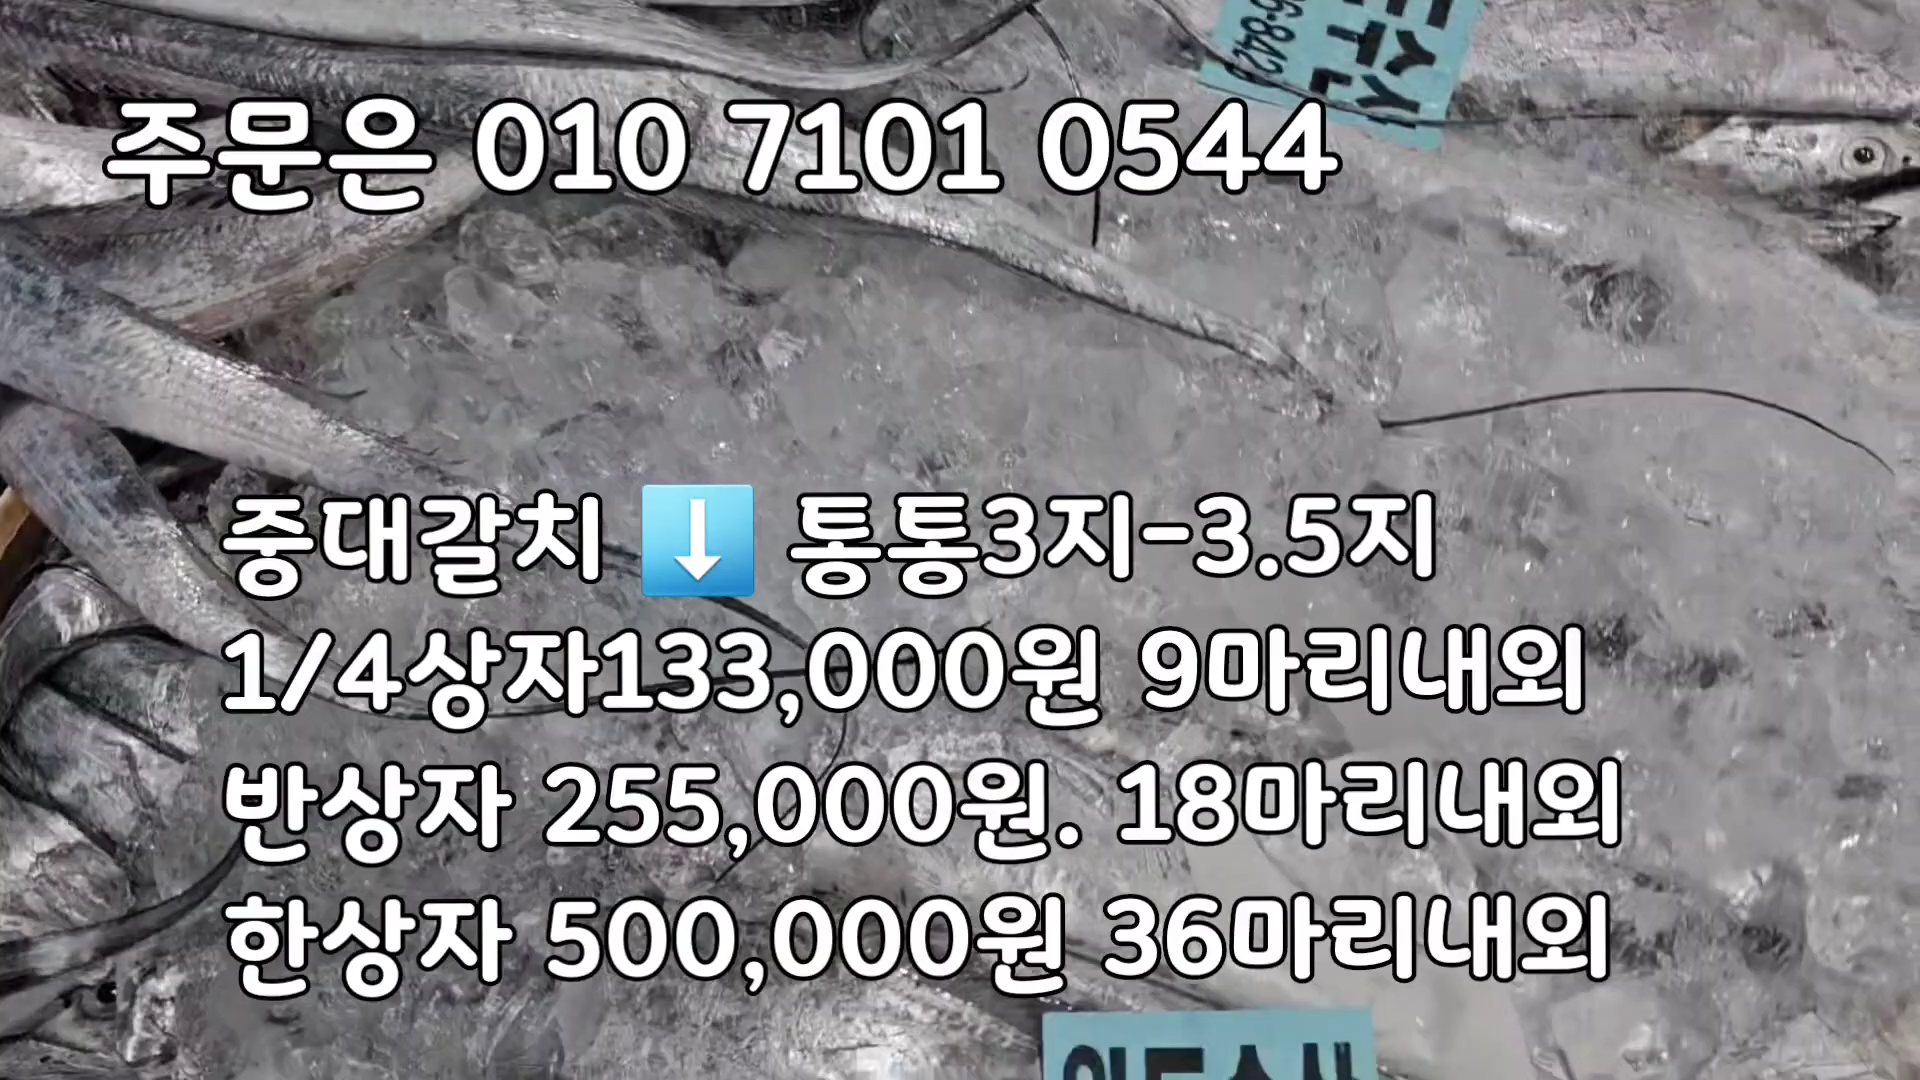 주문은 010 7101 0544
중대갈치 ⬇️ 통통3지-3.5지
1/4상자133,000원 9마리내외
반상자 255,000원. 18마리내외
한상자 500,000원 36마리내외